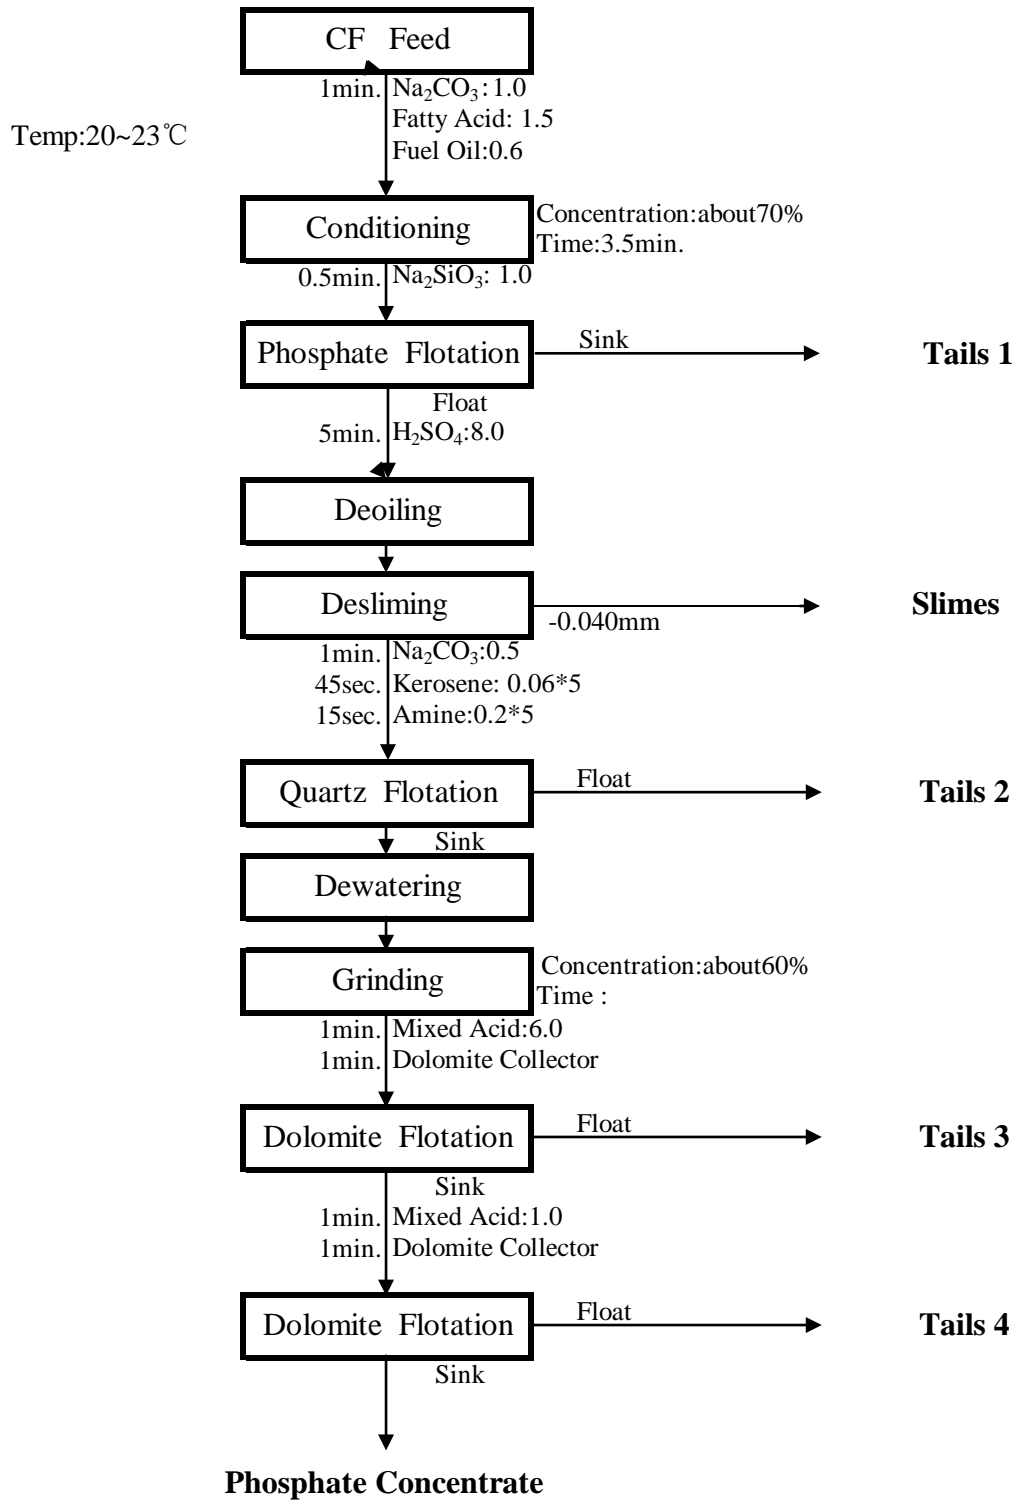 CF Feed
1min. Na₂CO₃:1.0
Fatty Acid: 1.5
Temp:20~23℃
Fuel Oil:0.6
Conditioning
Concentration:about70%
Time:3.5min.
0.5min. Na₂SiO₃: 1.0
Phosphate Flotation
Sink
Tails 1
Float
5min. H₂SO₄:8.0
Deoiling
Desliming
-0.040mm
Slimes
1min. Na₂CO₃:0.5
45sec. Kerosene: 0.06*5
15sec. Amine:0.2*5
Quartz Flotation
Float
Tails 2
Sink
Dewatering
Grinding
Concentration:about60%
Time :
1min. Mixed Acid:6.0
1min. Dolomite Collector
Dolomite Flotation
Float
Tails 3
Sink
1min. Mixed Acid:1.0
1min. Dolomite Collector
Dolomite Flotation
Float
Tails 4
Sink
Phosphate Concentrate